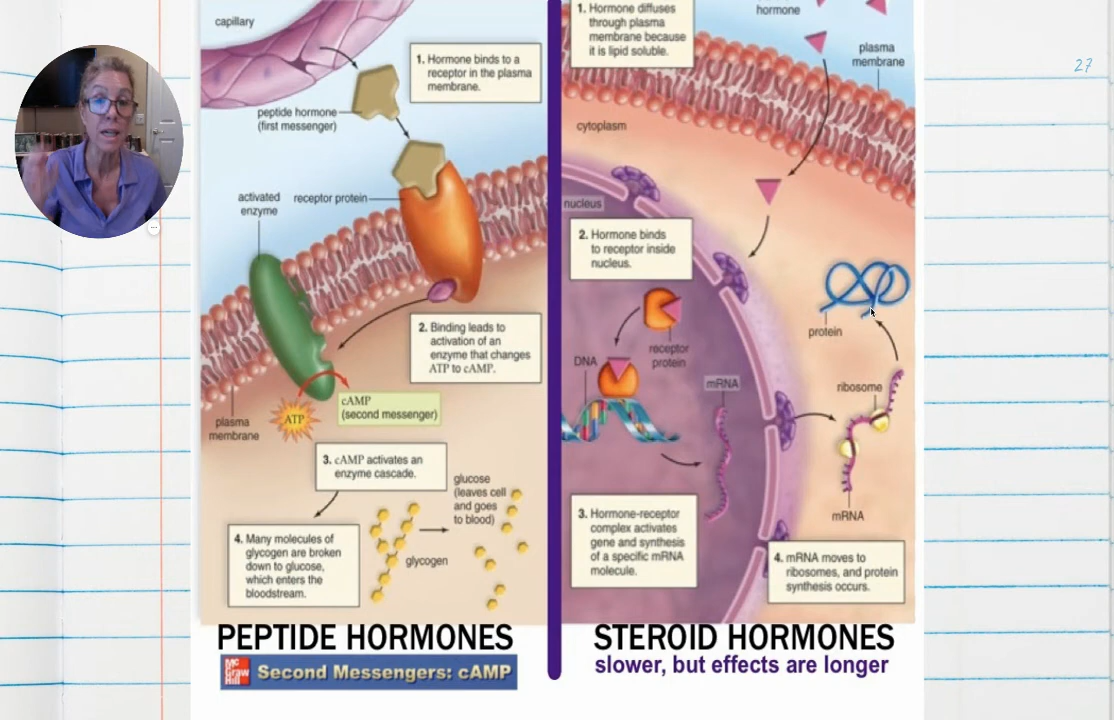 capillary
1. Hormone binds to a
receptor in the plasma
membrane.
peptide hormone
(first messenger)
activated
enzyme
receptor protein
2. Binding leads to
activation of an
enzyme that changes
ATP to cAMP.
ATP
cAMP
(second messenger)
plasma
membrane
3. cAMP activates an
enzyme cascade.
glucose
(leaves cell
and goes
to blood)
4. Many molecules of
glycogen are broken
down to glucose,
which enters the
bloodstream.
glycogen
PEPTIDE HORMONES
Mc
Graw
Hill
Second Messengers: cAMP
1. Hormone diffuses
through plasma
membrane because
it is lipid soluble.
hormone
plasma
membrane
cytoplasm
nucleus
2. Hormone binds
to receptor inside
nucleus.
protein
receptor
protein
DNA
mRNA
ribosome
mRNA
3. Hormone-receptor
complex activates
gene and synthesis
of a specific mRNA
molecule.
4. mRNA moves to
ribosomes, and protein
synthesis occurs.
STEROID HORMONES
slower, but effects are longer
27